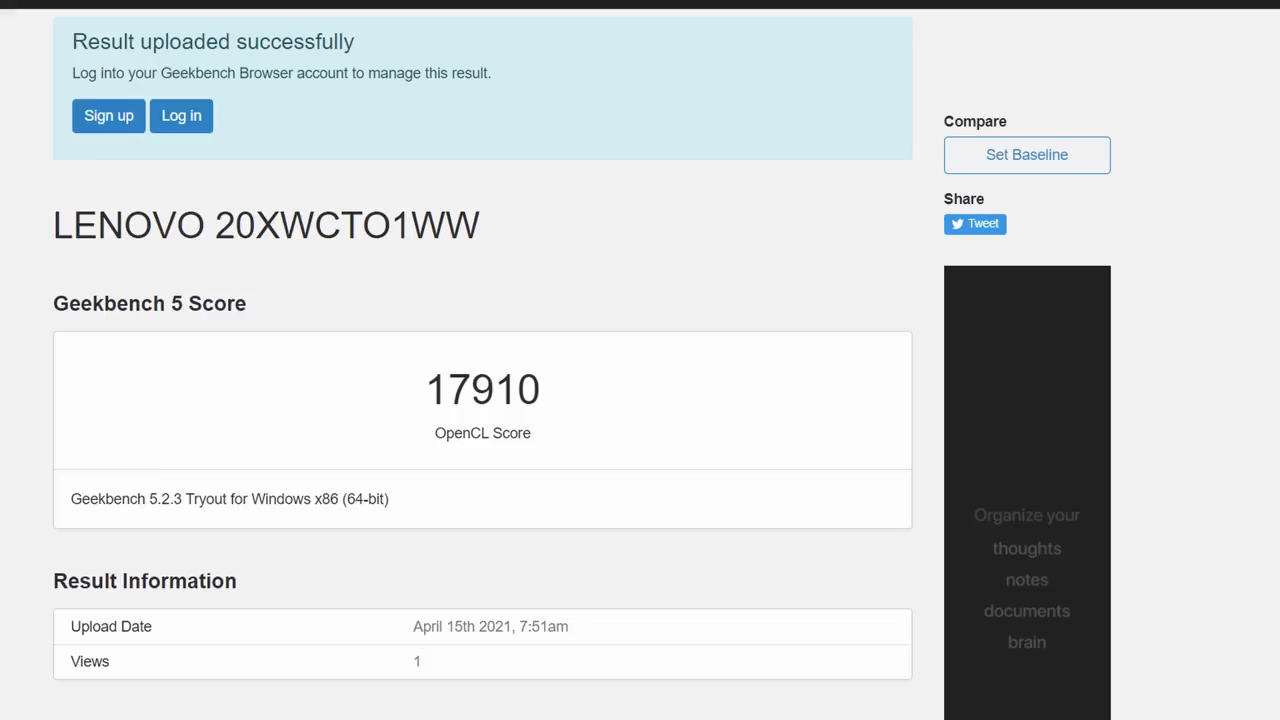 Result uploaded successfully
Log into your Geekbench Browser account to manage this result.
Sign up Log in
LENOVO 20XWCTO1WW
Geekbench 5 Score
17910
OpenCL Score
Geekbench 5.2.3 Tryout for Windows x86 (64-bit)
Result Information
Upload Date April 15th 2021, 7:51am
Views 1
Compare
Set Baseline
Share
Tweet
Organize your
thoughts
notes
documents
brain